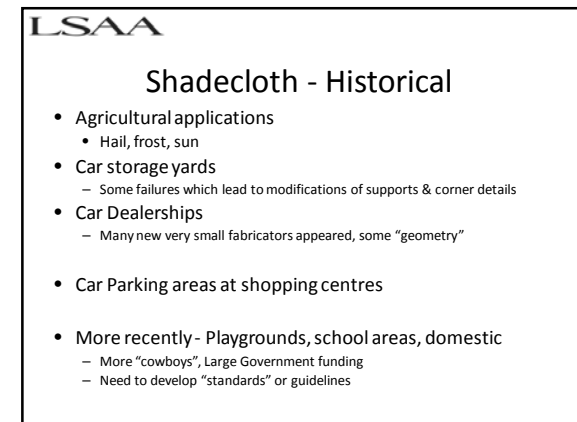 LSAA
Shadecloth - Historical
• Agricultural applications
• Hail, frost, sun
• Car storage yards
– Some failures which lead to modifications of supports & corner details
• Car Dealerships
– Many new very small fabricators appeared, some “geometry”
• Car Parking areas at shopping centres
• More recently - Playgrounds, school areas, domestic
– More “cowboys”, Large Government funding
– Need to develop “standards” or guidelines